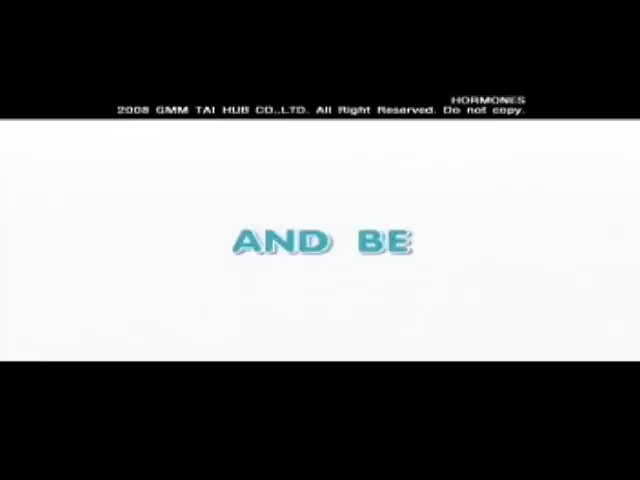 HORMONES
2008 GMM TAI HUB CO.,LTD. All Right Reserved. Do not copy.
AND BE